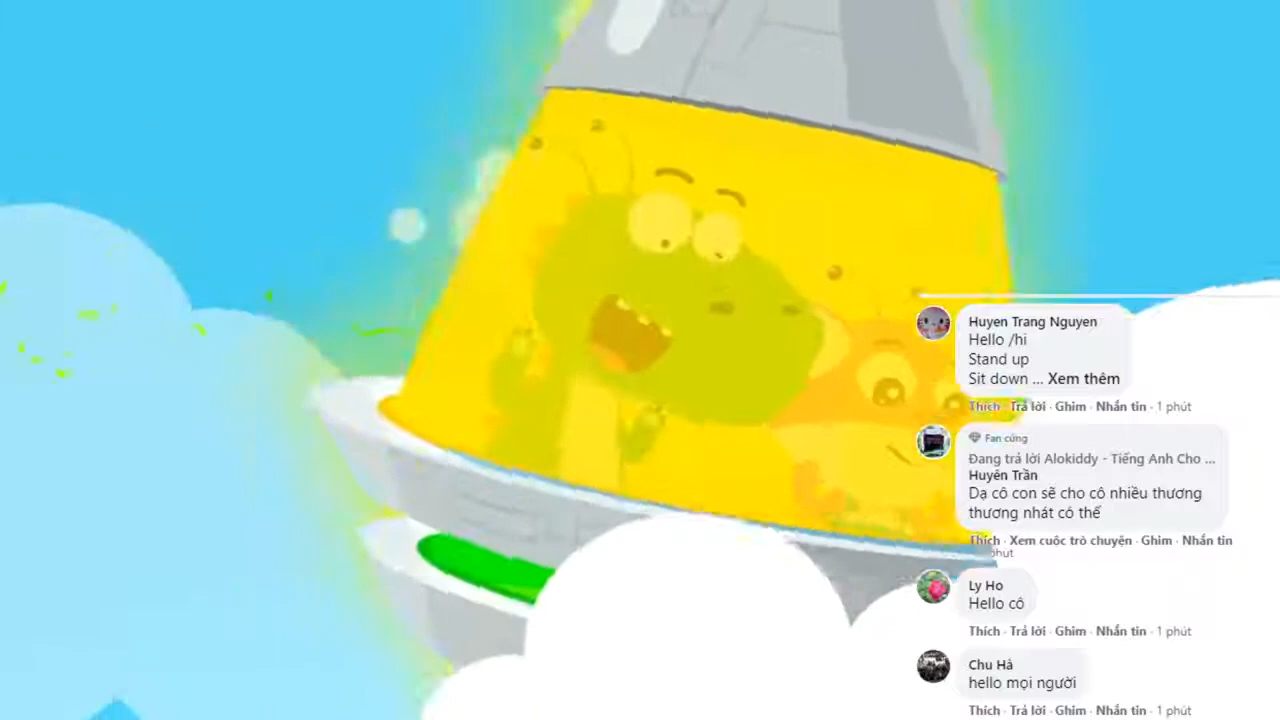 Huyen Trang Nguyen
Hello /hi
Stand up
Sit down ... Xem thêm
Thích · Trả lời · Ghim · Nhắn tin · 1 phút
Fan cứng
Đang trả lời Alokiddy - Tiếng Anh Cho ...
Huyền Trần
Dạ cô con sẽ cho cô nhiều thương
thương nhát có thể
Thích · Xem cuộc trò chuyện · Ghim · Nhắn tin
phút
Ly Ho
Hello cô
Thích · Trả lời · Ghim · Nhắn tin · 1 phút
Chu Hà
hello mọi người
Thích · Trả lời · Ghim · Nhắn tin · 1 phút